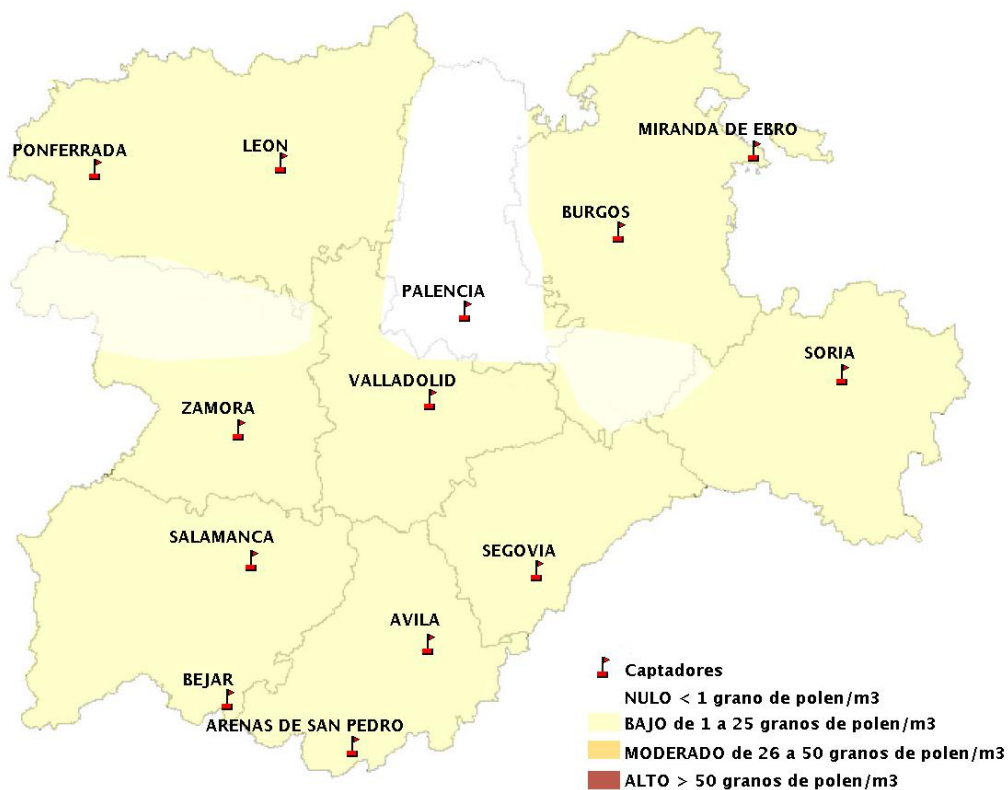 MIRANDA DE EBRO
PONFERRADA
LEON
BURGOS
PALENCIA
SORIA
VALLADOLID
ZAMORA
SALAMANCA
SEGOVIA
AVILA
BEJAR
ARENAS DE SAN PEDRO
Captadores
NULO < 1 grano de polen/m3
BAJO de 1 a 25 granos de polen/m3
MODERADO de 26 a 50 granos de polen/m3
ALTO > 50 granos de polen/m3